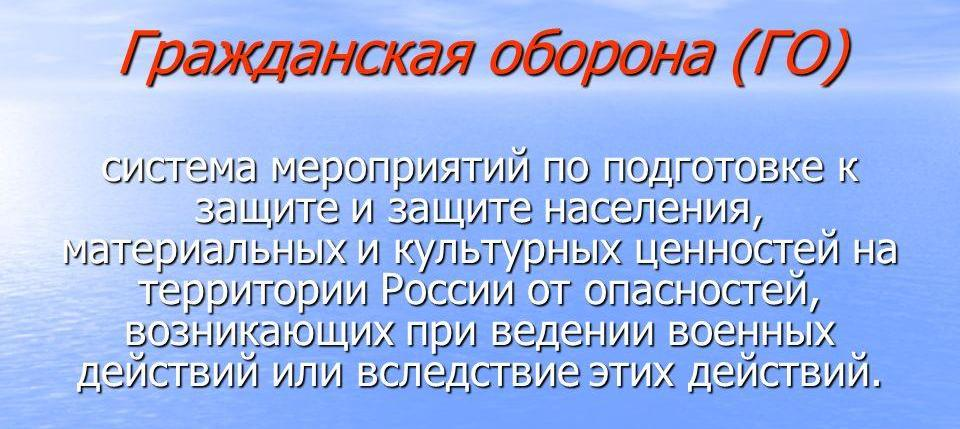 Гражданская оборона (ГО)
система мероприятий по подготовке к
защите и защите населения,
материальных и культурных ценностей на
территории России от опасностей,
возникающих при ведении военных
действий или вследствие этих действий.